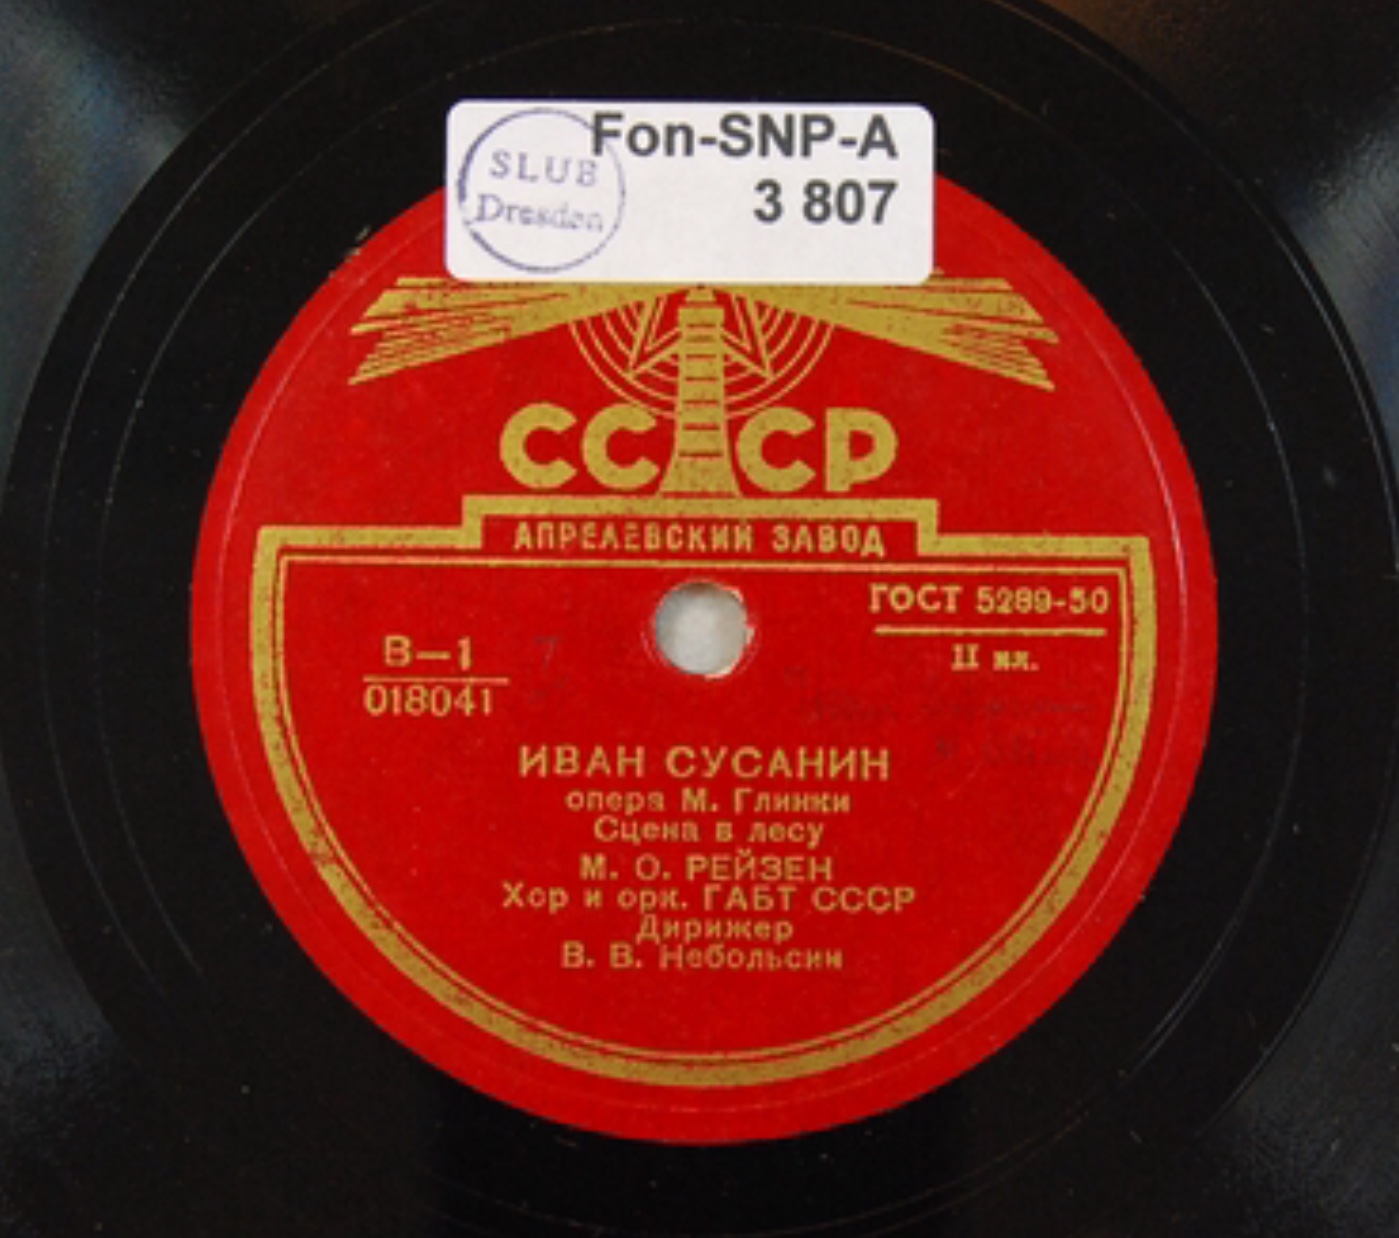 Fon-SNP-A
3 807
SLUB
Dresden
СССР
АПРЕЛЕВСКИЙ ЗАВОД
ГОСТ 5289-50
II кл.
В—1
018041
ИВАН СУСАНИН
опера М. Глинки
Сцена в лесу
М. О. РЕЙЗЕН
Хор и орк. ГАБТ СССР
Дирижер
В. В. Небольсин